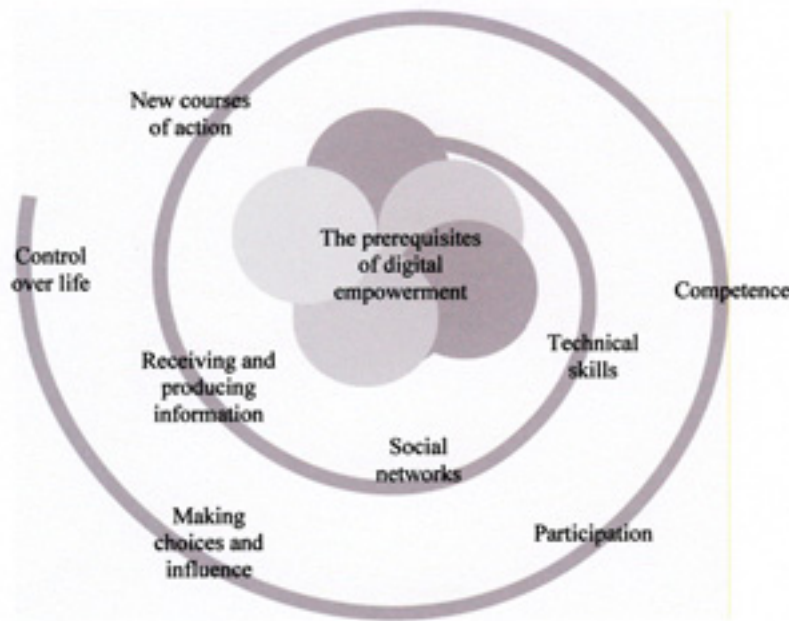 New courses
of action
The prerequisites
of digital
empowerment
Control
over life
Competence
Technical
skills
Receiving and
producing
information
Social
networks
Making
choices and
influence
Participation